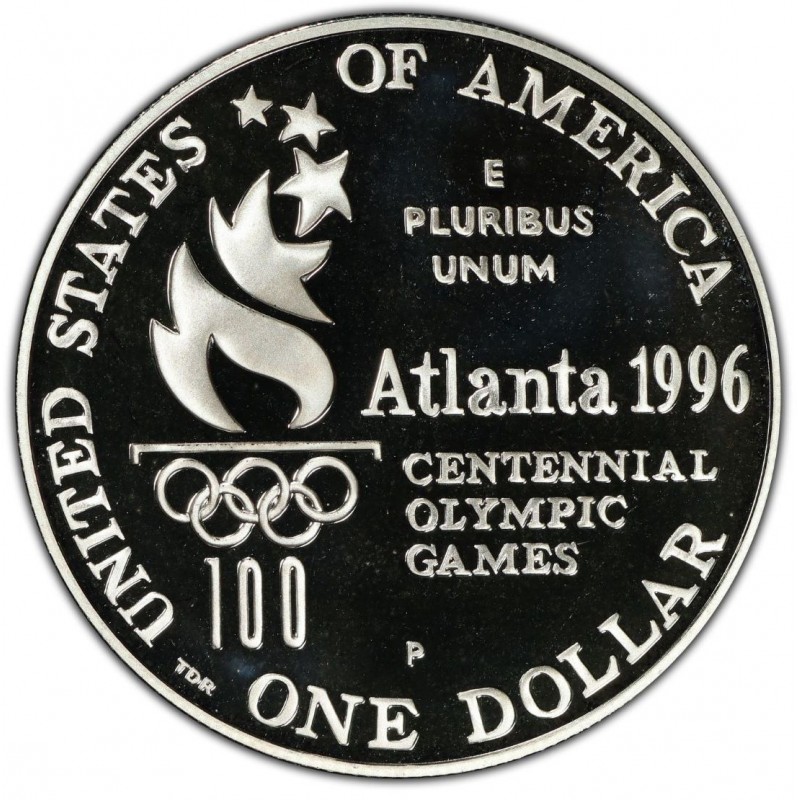 UNITED STATES OF AMERICA
E
PLURIBUS
UNUM
Atlanta 1996
CENTENNIAL
OLYMPIC
GAMES
100
P
TDR
ONE DOLLAR